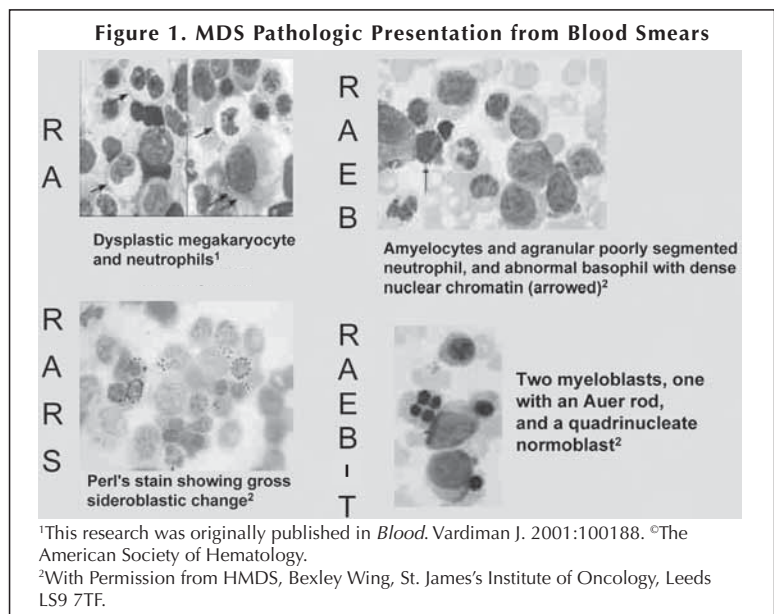 Figure 1. MDS Pathologic Presentation from Blood Smears
R
A
Dysplastic megakaryocyte
and neutrophils¹
R
A
E
B
Amyelocytes and agranular poorly segmented
neutrophil, and abnormal basophil with dense
nuclear chromatin (arrowed)²
R
A
R
S
Perl's stain showing gross
sideroblastic change²
R
A
E
B
-
T
Two myeloblasts, one
with an Auer rod,
and a quadrinucleate
normoblast²
¹This research was originally published in Blood. Vardiman J. 2001:100188. ©The
American Society of Hematology.
²With Permission from HMDS, Bexley Wing, St. James's Institute of Oncology, Leeds
LS9 7TF.